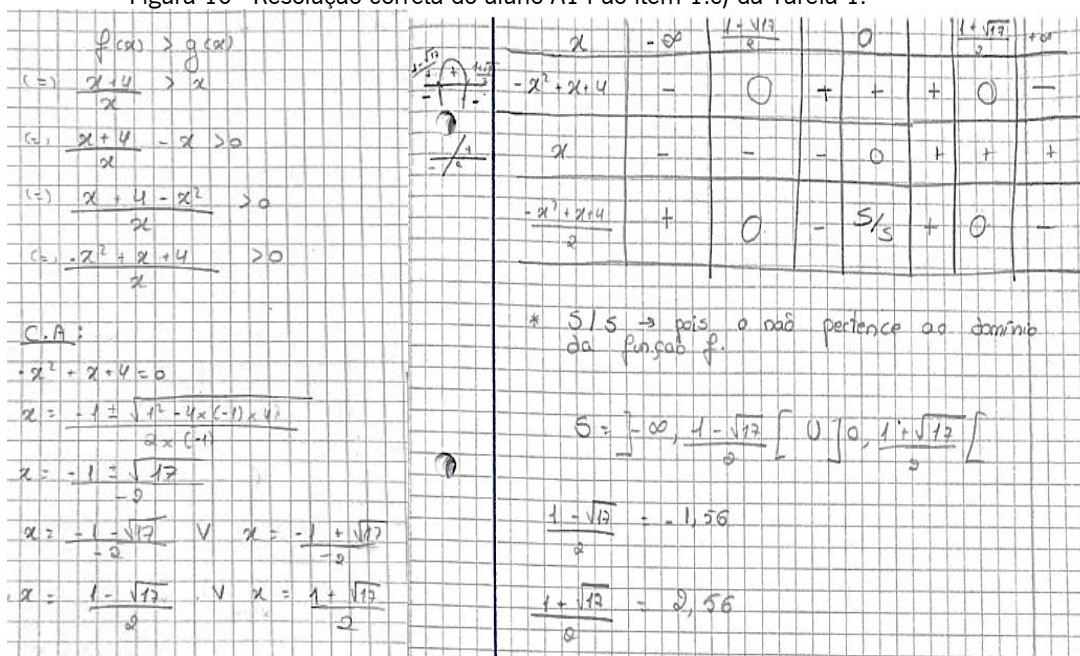 Figura 16 - Resolução correta do aluno A14 ao item 1.c) da Tarefa 1.
f(x) > g(x)
(=) x+4/x > x
(=) x+4/x - x >0
(=) x + 4 - x²/x >0
(=) -x² + x + 4/x >0
C.A:
-x² + x + 4 = 0
x = -1 ± √1² - 4×(-1)×4/2×(-1)
x = -1 ± √17/-2
x = -1 - √17/-2 V x = -1 + √17/-2
x = 1 - √17/2 V x = 1 + √17/2
x -∞ 1+√17/2 0 1+√17/2 +∞
-x² + x + 4 - 0 + + + 0 -
x - - - 0 + + +
-x² + x + 4/2 + 0 - S/S + 0 -
* S/S → pois 0 não pertence ao domínio
da função f.
S = ]-∞, 1 - √17/2[ U ]0, 1 + √17/2[
1 - √17/2 = -1,56
1 + √17/2 = 2,56